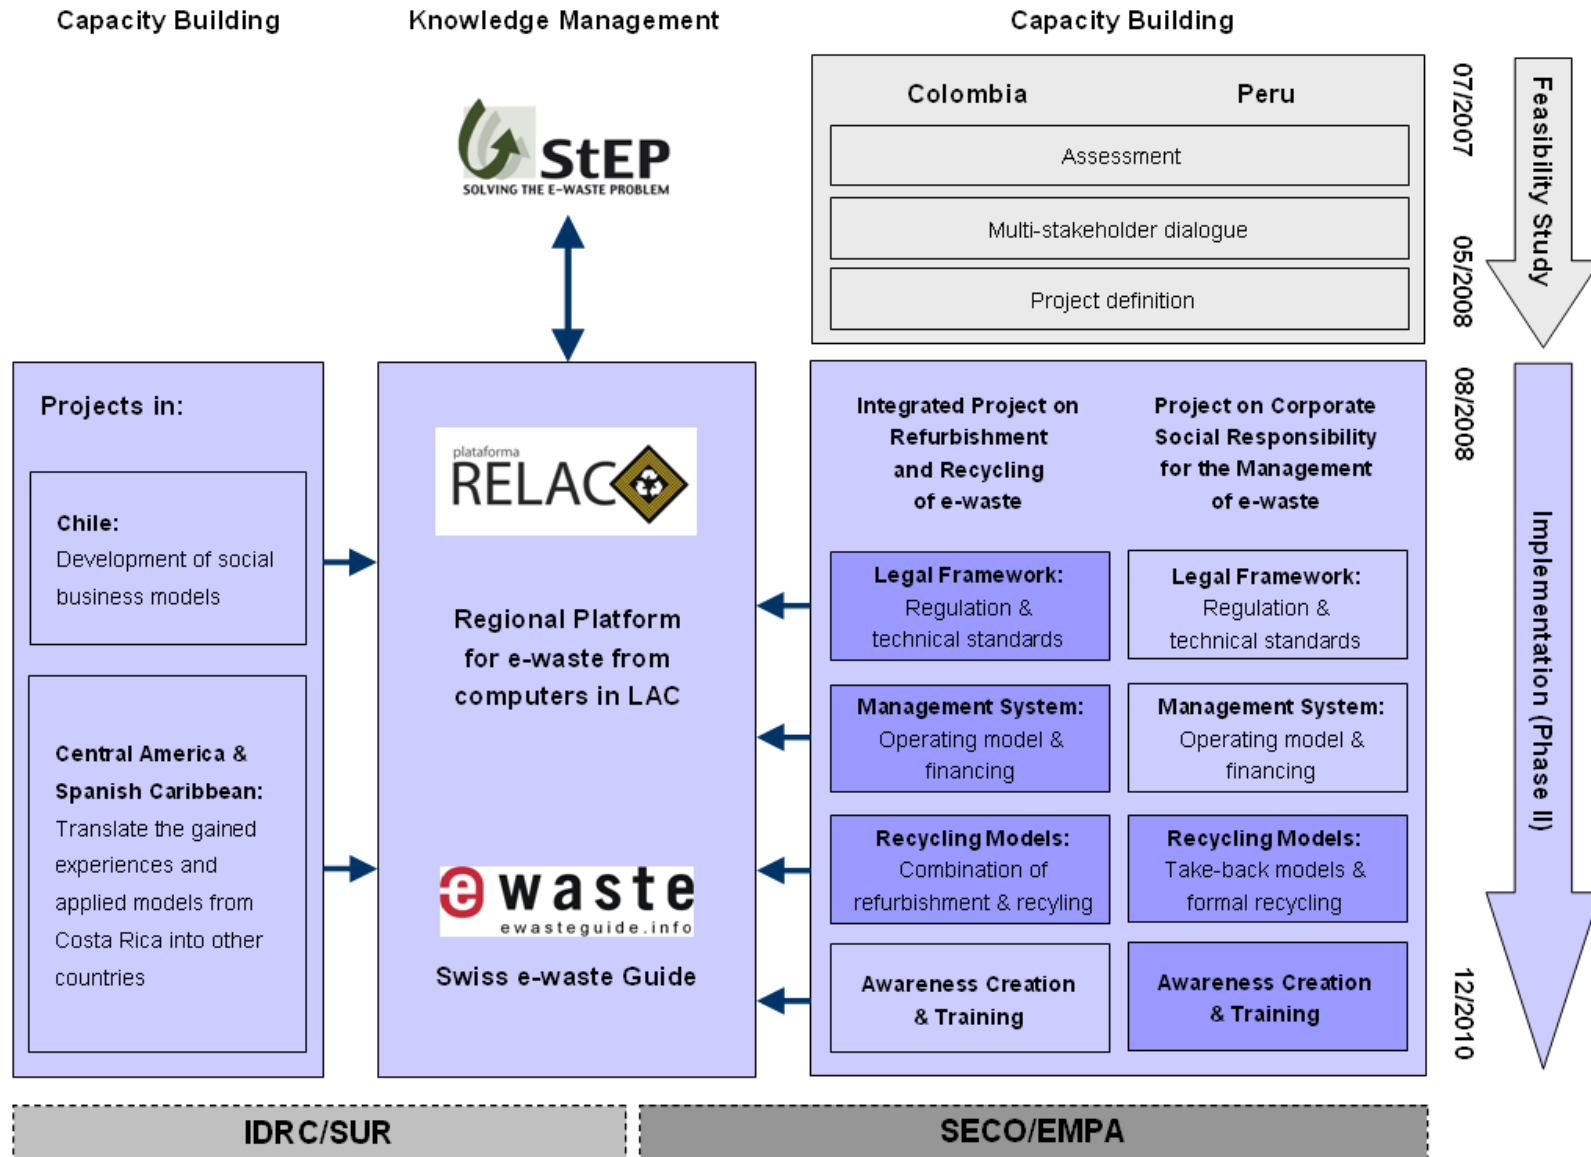 Capacity Building
Knowledge Management
Capacity Building
StEP
SOLVING THE E-WASTE PROBLEM
Colombia
Peru
Assessment
Multi-stakeholder dialogue
Project definition
07/2007
05/2008
Feasibility Study
Projects in:
Chile:
Development of social
business models
Central America &
Spanish Caribbean:
Translate the gained
experiences and
applied models from
Costa Rica into other
countries
plataforma
RELAC
Regional Platform
for e-waste from
computers in LAC
e waste
ewasteguide.info
Swiss e-waste Guide
Integrated Project on
Refurbishment
and Recycling
of e-waste
Project on Corporate
Social Responsibility
for the Management
of e-waste
Legal Framework:
Regulation &
technical standards
Legal Framework:
Regulation &
technical standards
Management System:
Operating model &
financing
Management System:
Operating model &
financing
Recycling Models:
Combination of
refurbishment & recyling
Recycling Models:
Take-back models &
formal recycling
Awareness Creation
& Training
Awareness Creation
& Training
08/2008
12/2010
Implementation (Phase II)
IDRC/SUR
SECO/EMPA